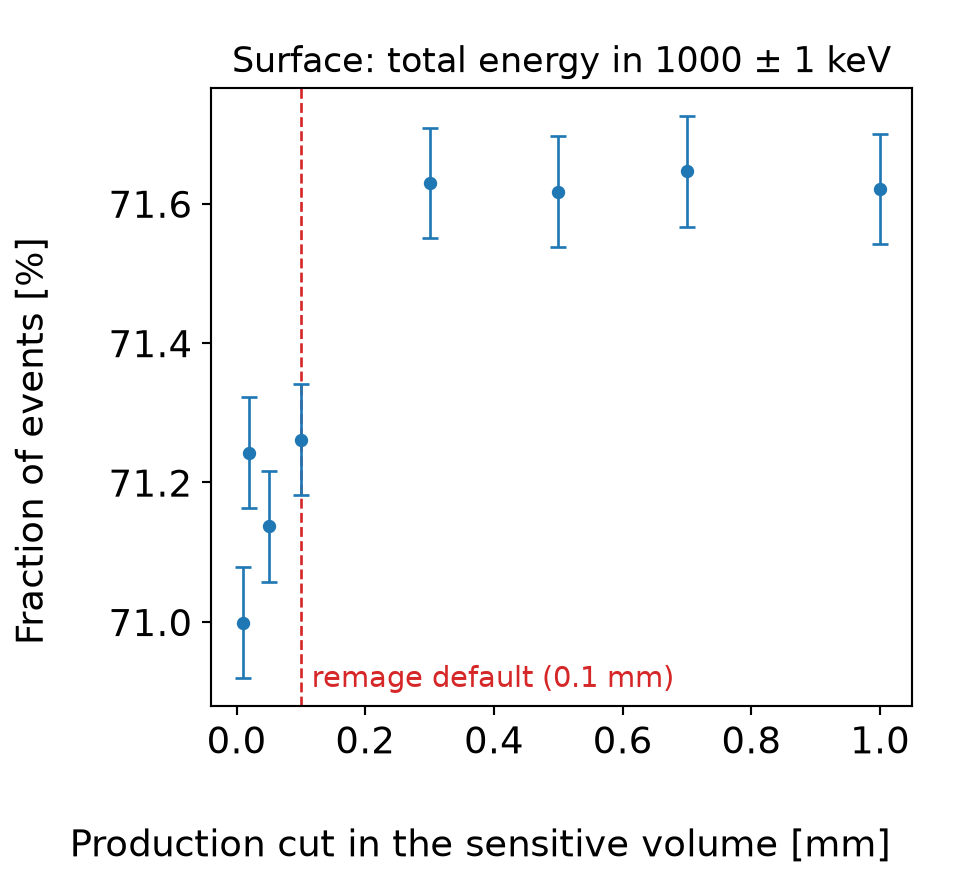 Surface: total energy in 1000 ± 1 keV
Fraction of events [%]
71.6
71.4
71.2
71.0
remage default (0.1 mm)
0.0 0.2 0.4 0.6 0.8 1.0
Production cut in the sensitive volume [mm]